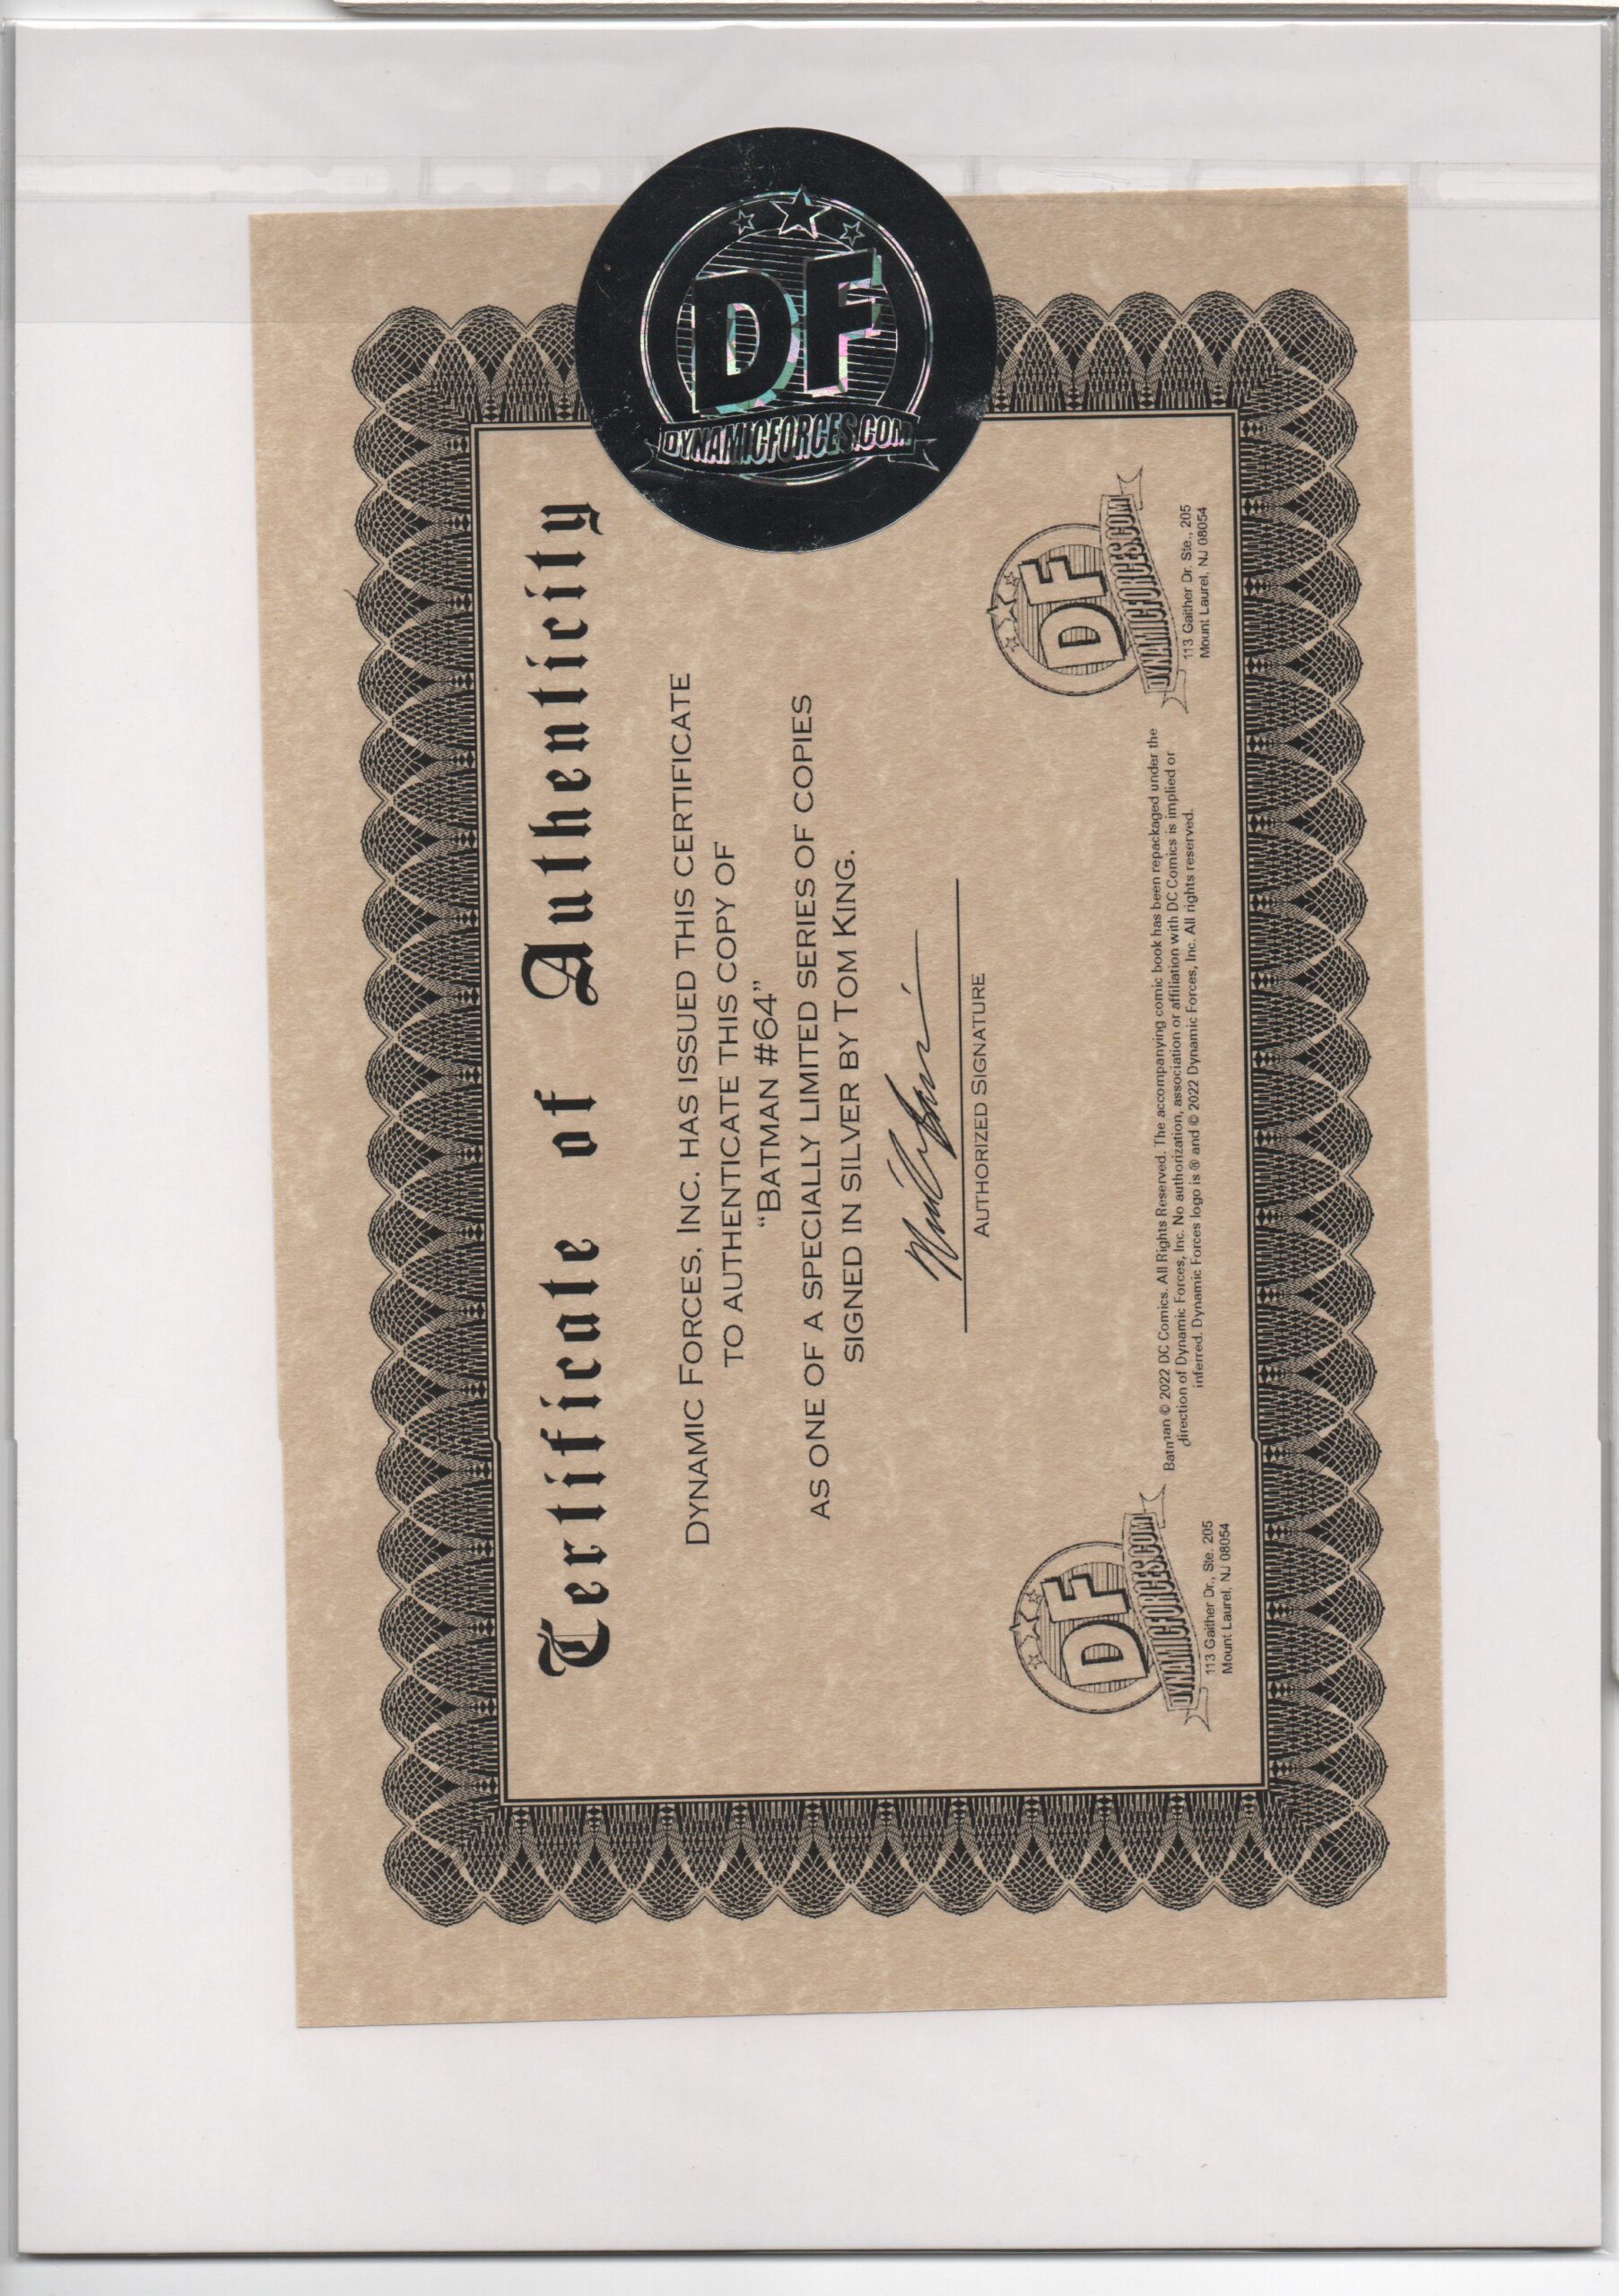 DF
DYNAMICFORCES.COM
Certificate of Authenticity
DYNAMIC FORCES, INC. HAS ISSUED THIS CERTIFICATE
TO AUTHENTICATE THIS COPY OF
“BATMAN #64”
AS ONE OF A SPECIALLY LIMITED SERIES OF COPIES
SIGNED IN SILVER BY TOM KING.
AUTHORIZED SIGNATURE
DF
DYNAMICFORCES.COM
113 Gaither Dr., Ste. 205
Mount Laurel, NJ 08054
Batman © 2022 DC Comics. All Rights Reserved. The accompanying comic book has been repackaged under the
direction of Dynamic Forces, Inc. No authorization, association or affiliation with DC Comics is implied or
inferred. Dynamic Forces logo is ® and © 2022 Dynamic Forces, Inc. All rights reserved.
DF
DYNAMICFORCES.COM
113 Gaither Dr. Ste., 205
Mount Laurel, NJ 08054